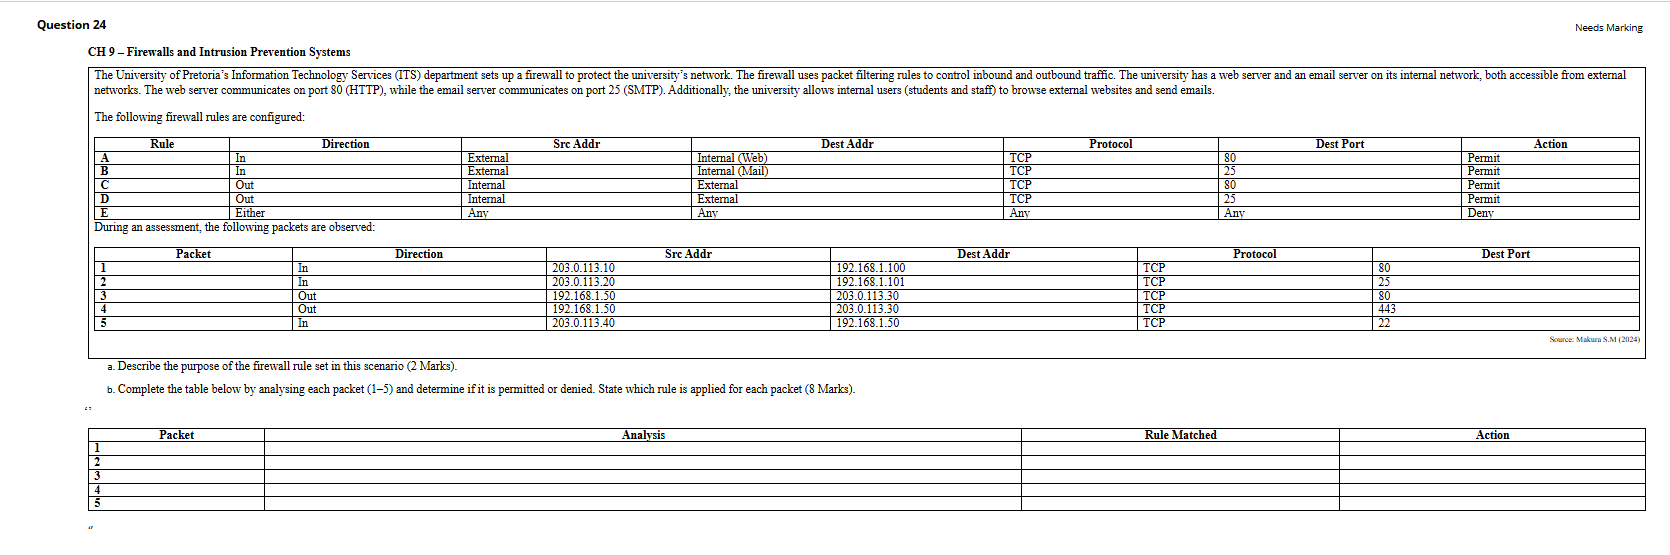 Question 24
Needs Marking
CH 9 – Firewalls and Intrusion Prevention Systems
The University of Pretoria's Information Technology Services (ITS) department sets up a firewall to protect the university's network. The firewall uses packet filtering rules to control inbound and outbound traffic. The university has a web server and an email server on its internal network, both accessible from external
networks. The web server communicates on port 80 (HTTP), while the email server communicates on port 25 (SMTP). Additionally, the university allows internal users (students and staff) to browse external websites and send emails.
The following firewall rules are configured:
Rule Direction Src Addr Dest Addr Protocol Dest Port Action
A In External Internal (Web) TCP 80 Permit
B In External Internal (Mail) TCP 25 Permit
C Out Internal External TCP 80 Permit
D Out Internal External TCP 25 Permit
E Either Any Any Any Any Deny
During an assessment, the following packets are observed:
Packet Direction Src Addr Dest Addr Protocol Dest Port
1 In 203.0.113.10 192.168.1.100 TCP 80
2 In 203.0.113.20 192.168.1.101 TCP 25
3 Out 192.168.1.50 203.0.113.30 TCP 80
4 Out 192.168.1.50 203.0.113.30 TCP 443
5 In 203.0.113.40 192.168.1.50 TCP 22
Source: Makura S.M (2024)
a. Describe the purpose of the firewall rule set in this scenario (2 Marks).
b. Complete the table below by analysing each packet (1–5) and determine if it is permitted or denied. State which rule is applied for each packet (8 Marks).
Packet Analysis Rule Matched Action
1
2
3
4
5